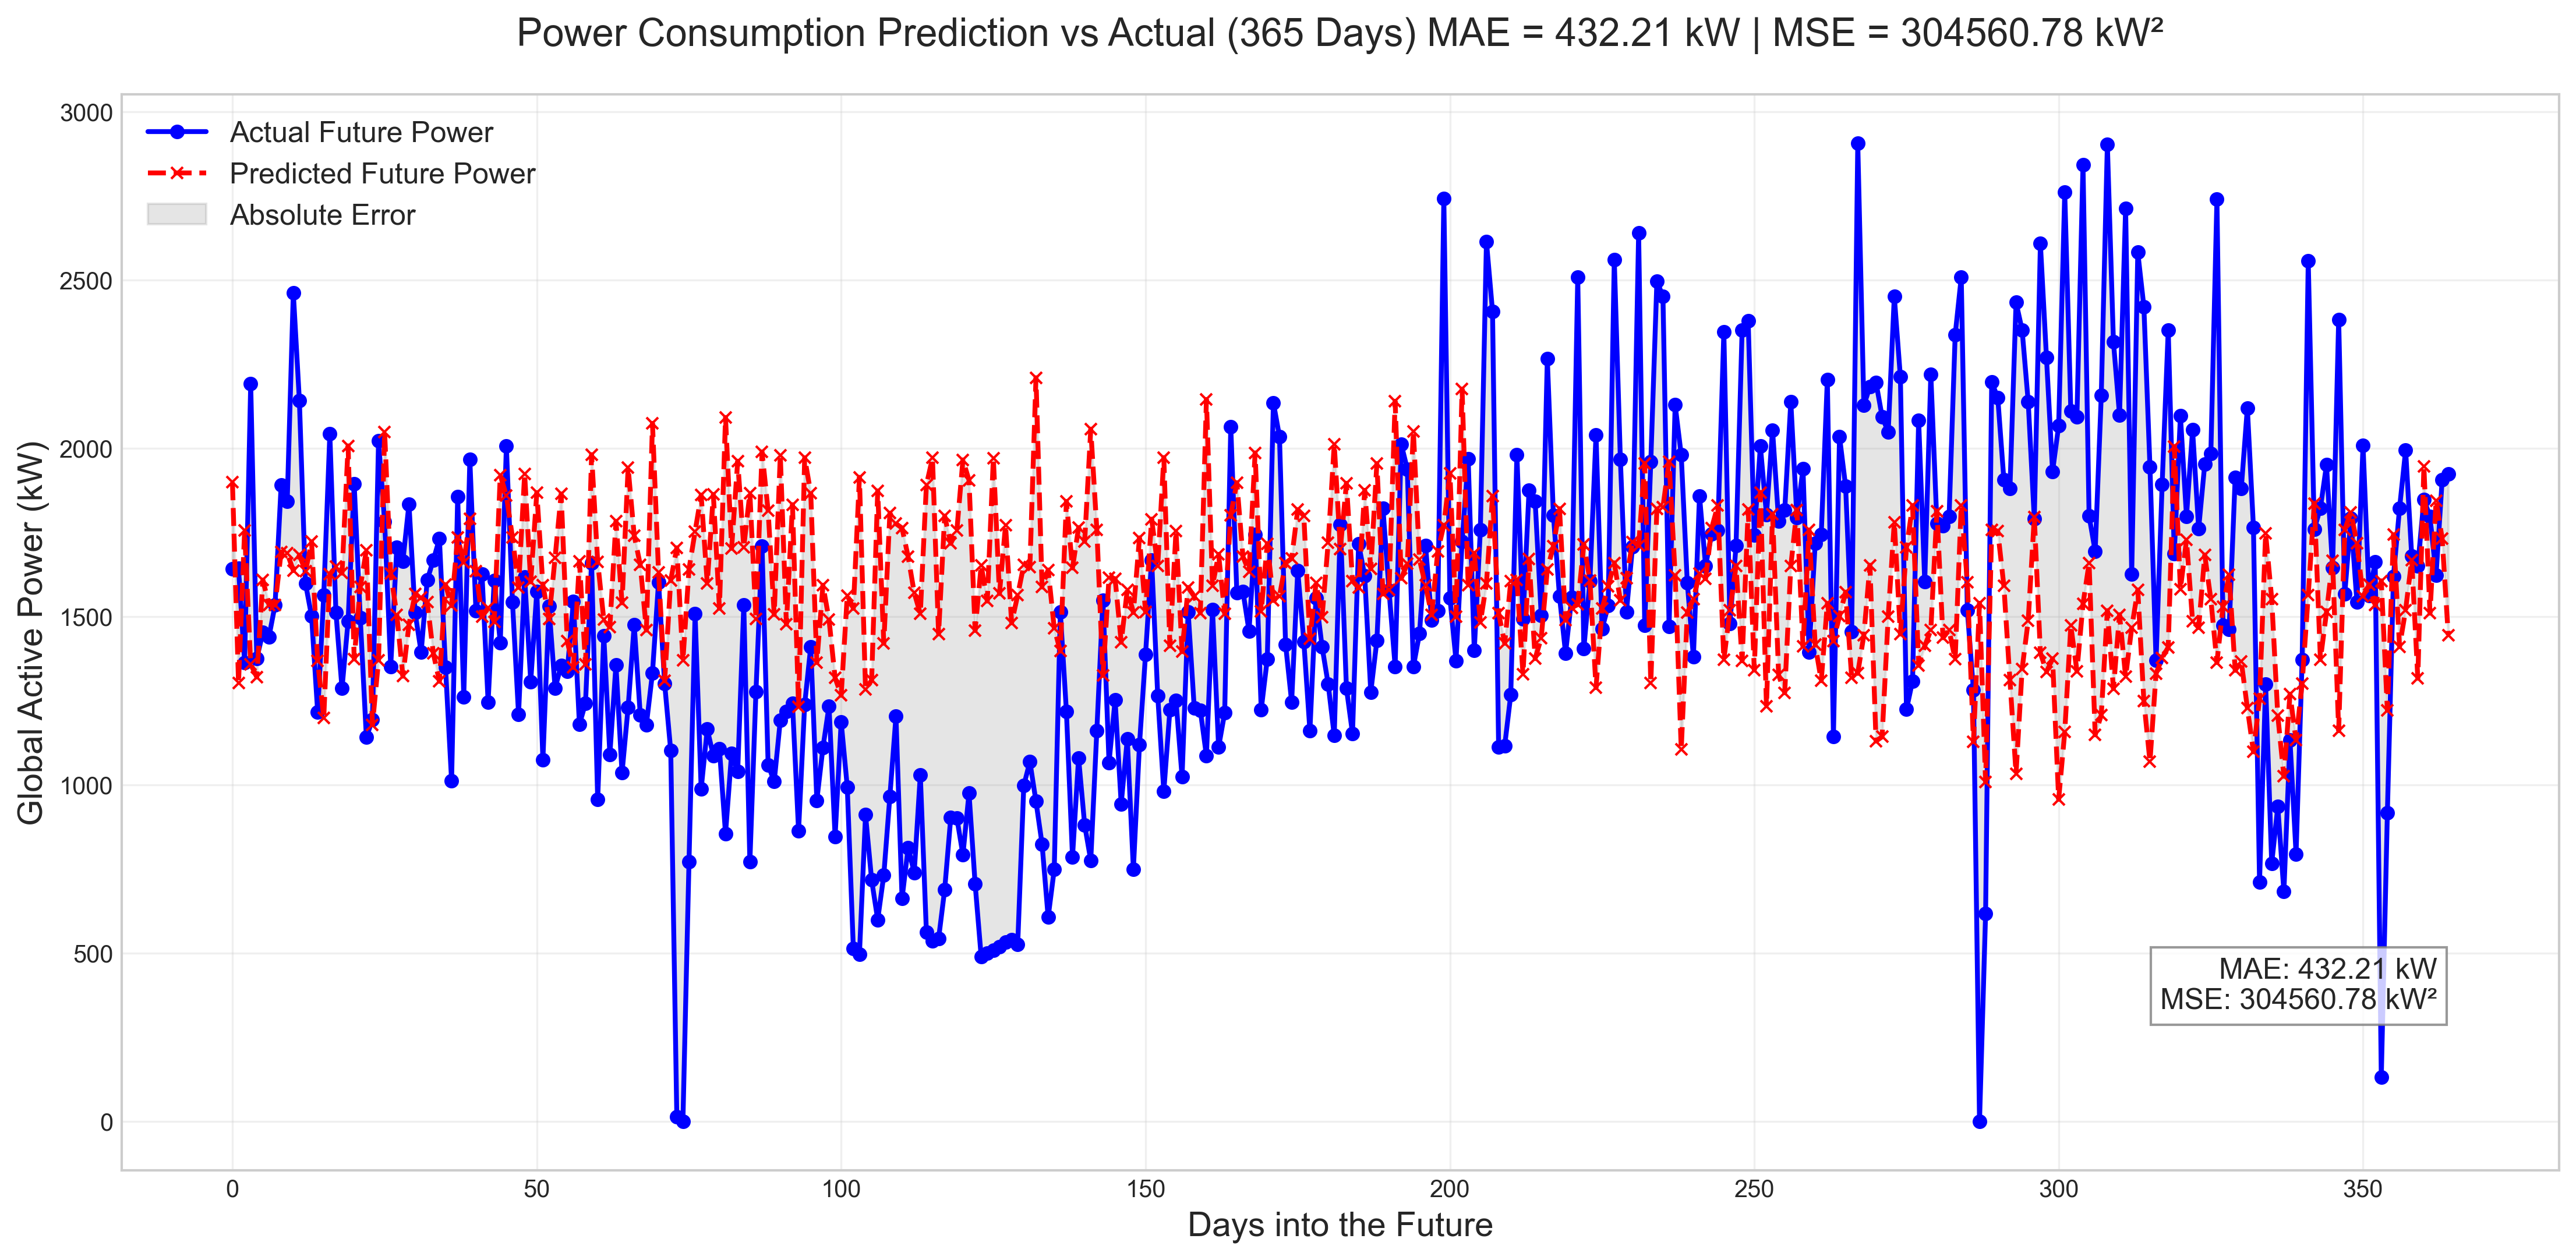 Power Consumption Prediction vs Actual (365 Days) MAE = 432.21 kW | MSE = 304560.78 kW²
Actual Future Power
Predicted Future Power
Absolute Error
Global Active Power (kW)
3000
2500
2000
1500
1000
500
0
MAE: 432.21 kW
MSE: 304560.78 kW²
0 50 100 150 200 250 300 350
Days into the Future